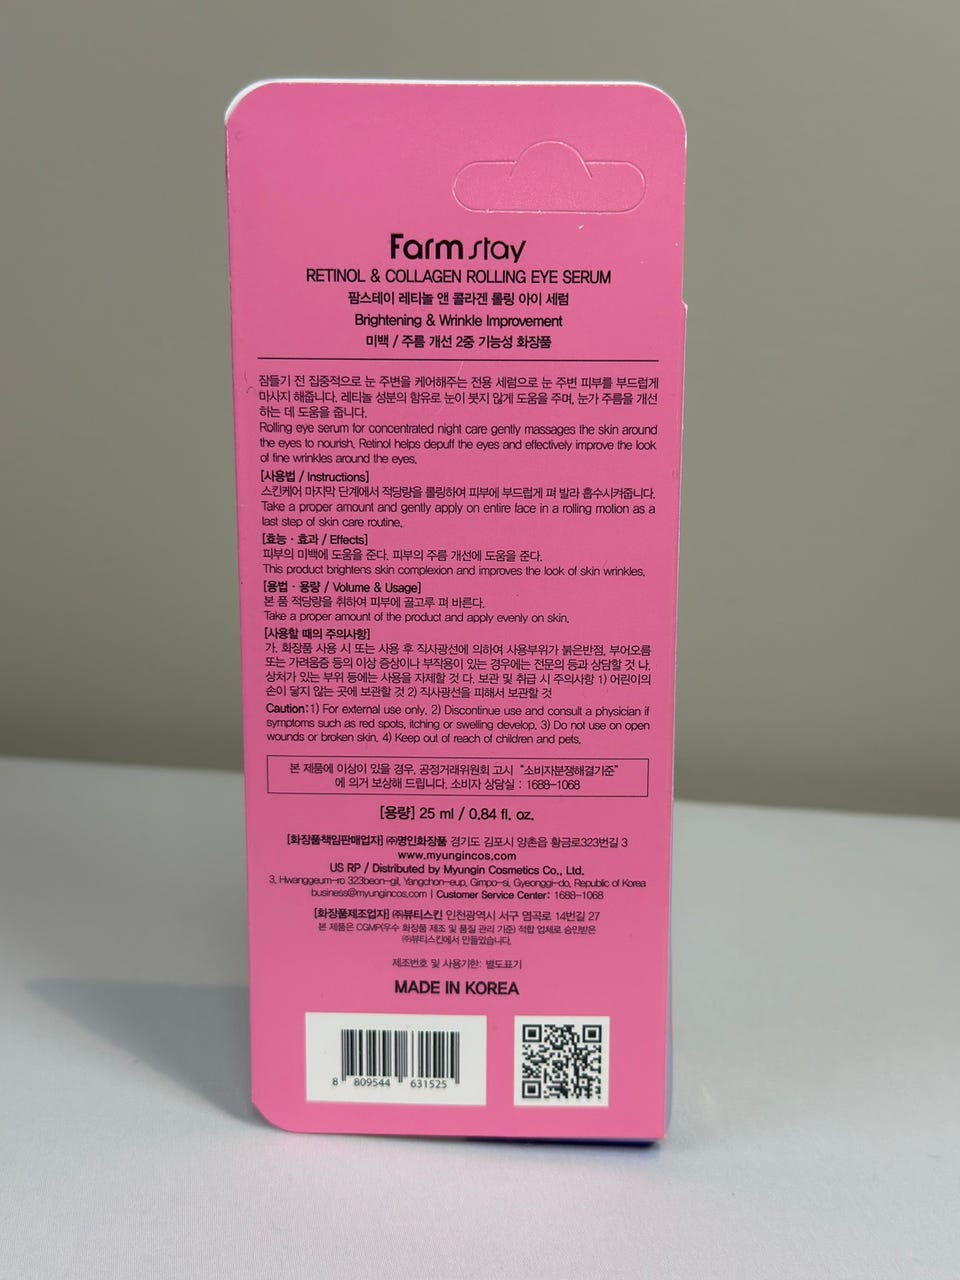 Farm stay
RETINOL & COLLAGEN ROLLING EYE SERUM
팜스테이 레티놀 앤 콜라겐 롤링 아이 세럼
Brightening & Wrinkle Improvement
미백 / 주름 개선 2중 기능성 화장품
잠들기 전 집중적으로 눈 주변을 케어해주는 전용 세럼으로 눈 주변 피부를 부드럽게
마사지 해줍니다. 레티놀 성분의 함유로 눈이 붓지 않게 도움을 주며, 눈가 주름을 개선
하는 데 도움을 줍니다.
Rolling eye serum for concentrated night care gently massages the skin around
the eyes to nourish. Retinol helps depuff the eyes and effectively improve the look
of fine wrinkles around the eyes.
[사용법 / Instructions]
스킨케어 마지막 단계에서 적당량을 롤링하여 피부에 부드럽게 펴 발라 흡수시켜줍니다.
Take a proper amount and gently apply on entire face in a rolling motion as a
last step of skin care routine.
[효능 · 효과 / Effects]
피부의 미백에 도움을 준다. 피부의 주름 개선에 도움을 준다.
This product brightens skin complexion and improves the look of skin wrinkles.
[용법 · 용량 / Volume & Usage]
본 품 적당량을 취하여 피부에 골고루 펴 바른다.
Take a proper amount of the product and apply evenly on skin.
[사용할 때의 주의사항]
가. 화장품 사용 시 또는 사용 후 직사광선에 의하여 사용부위가 붉은반점, 부어오름
또는 가려움증 등의 이상 증상이나 부작용이 있는 경우에는 전문의 등과 상담할 것 나.
상처가 있는 부위 등에는 사용을 자제할 것 다. 보관 및 취급 시 주의사항 1) 어린이의
손이 닿지 않는 곳에 보관할 것 2) 직사광선을 피해서 보관할 것
Caution: 1) For external use only. 2) Discontinue use and consult a physician if
symptoms such as red spots, itching or swelling develop. 3) Do not use on open
wounds or broken skin. 4) Keep out of reach of children and pets.
본 제품에 이상이 있을 경우, 공정거래위원회 고시 "소비자분쟁해결기준"
에 의거 보상해 드립니다. 소비자 상담실 : 1688-1068
[용량] 25 ml / 0.84 fl. oz.
[화장품책임판매업자] ㈜명인화장품 경기도 김포시 양촌읍 황금로323번길 3
www.myungincos.com
US RP / Distributed by Myungin Cosmetics Co., Ltd.
3, Hwanggeum-ro 323beon-gil, Yangchon-eup, Gimpo-si, Gyeonggi-do, Republic of Korea
business@myungincos.com | Customer Service Center: 1688-1068
[화장품제조업자] ㈜뷰티스킨 인천광역시 서구 염곡로 14번길 27
본 제품은 CGMP(우수 화장품 제조 및 품질 관리 기준) 적합 업체로 승인받은
㈜뷰티스킨에서 만들었습니다.
제조번호 및 사용기한: 별도표기
MADE IN KOREA
8 809544 631525